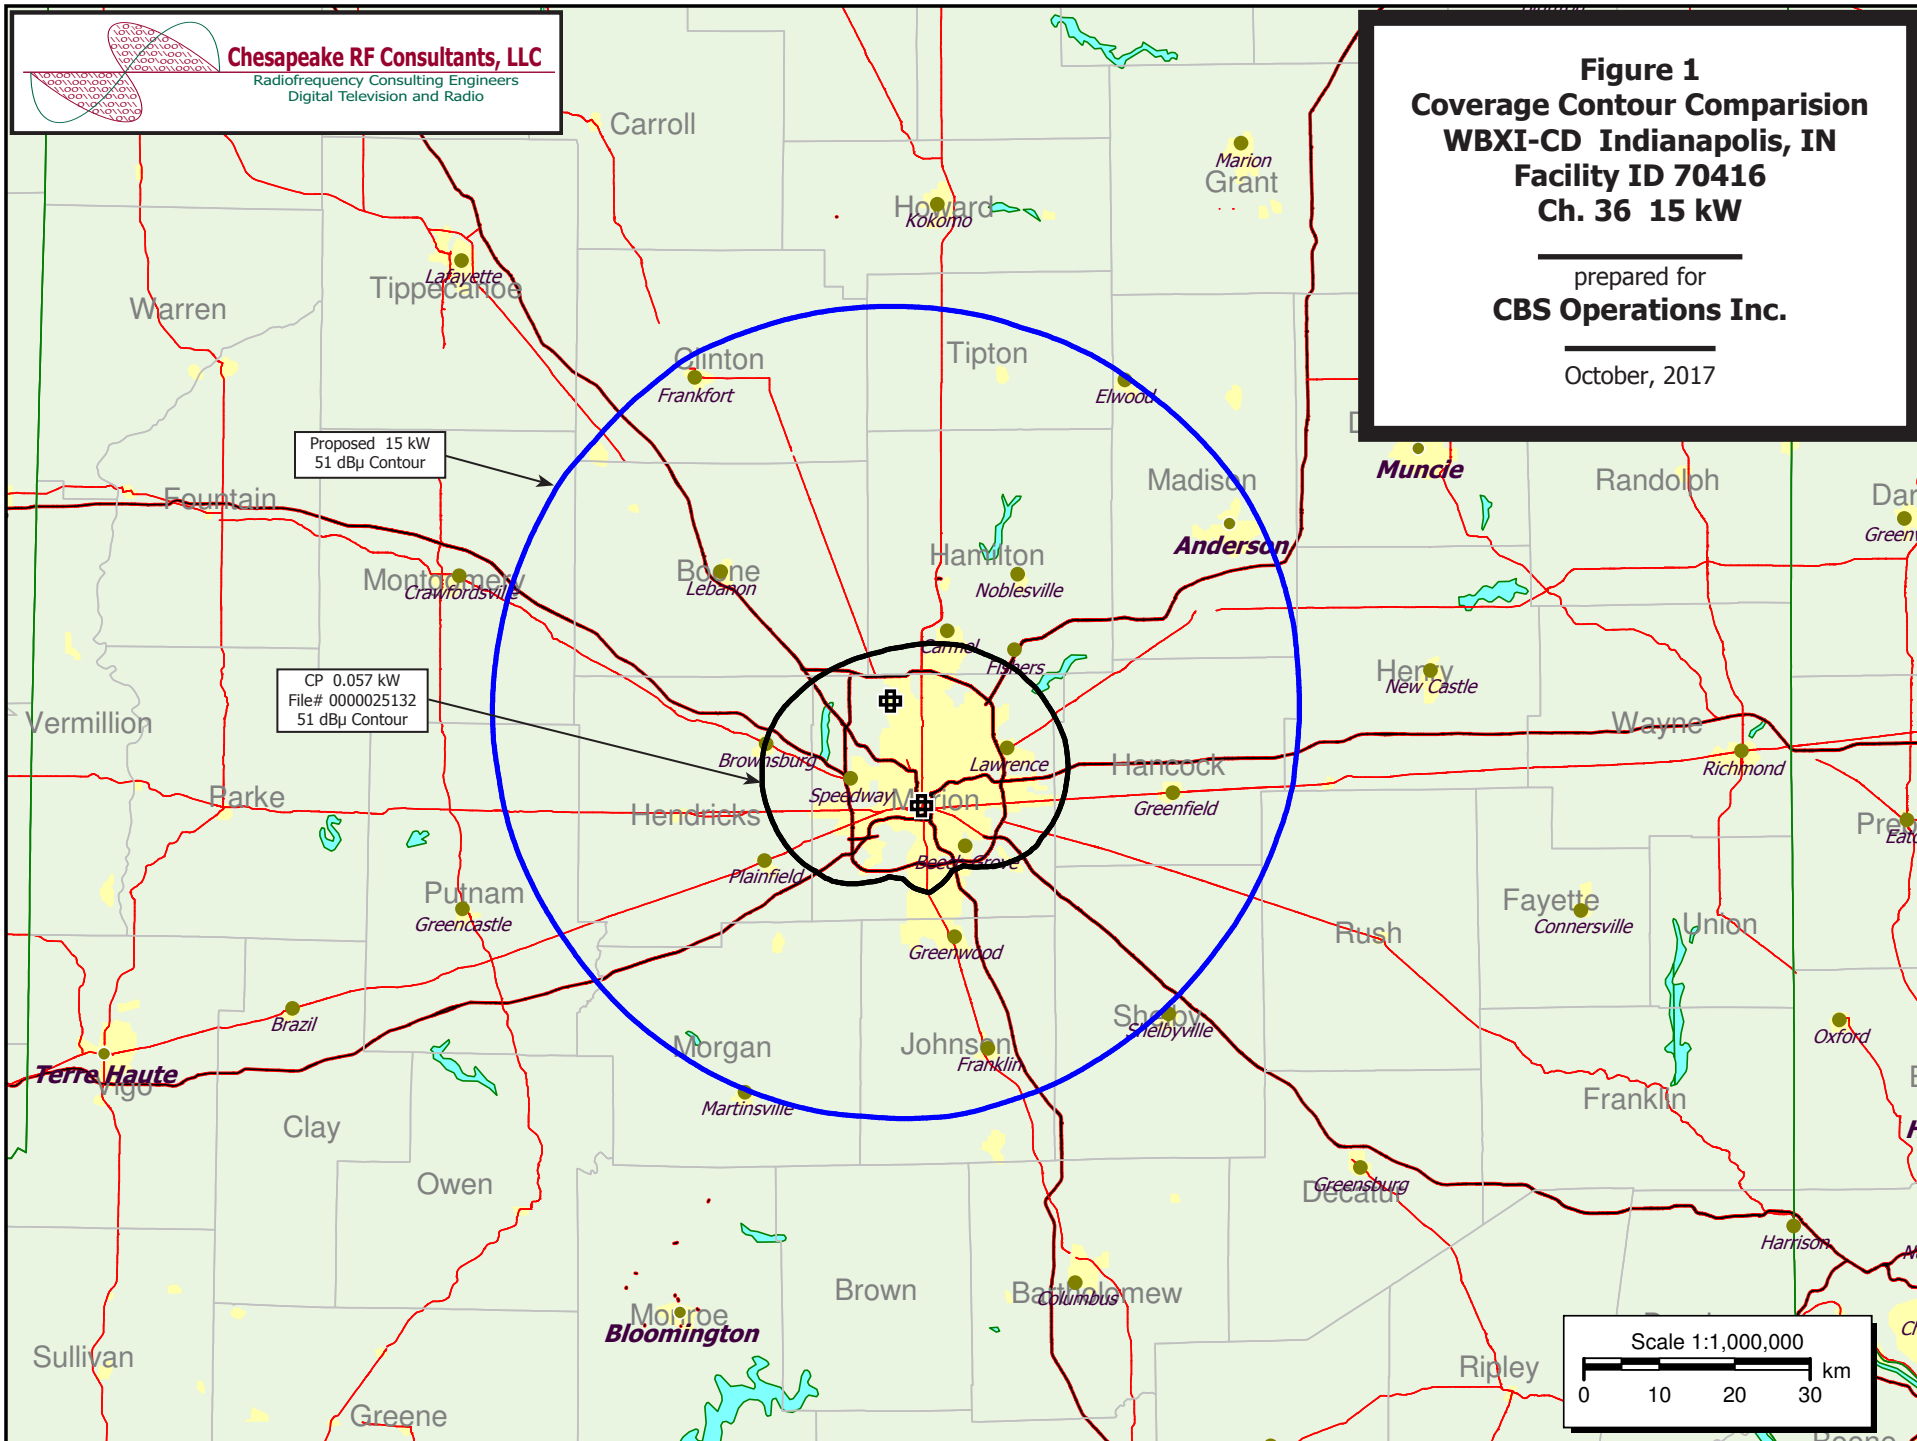 Chesapeake RF Consultants, LLC
Radiofrequency Consulting Engineers
Digital Television and Radio
Figure 1
Coverage Contour Comparision
WBXI-CD Indianapolis, IN
Facility ID 70416
Ch. 36 15 kW
prepared for
CBS Operations Inc.
October, 2017
Carroll
Marion
Grant
Howard
Kokomo
Lafayette
Tippecanoe
Warren
Clinton
Frankfort
Tipton
Elwood
Proposed 15 kW
51 dBµ Contour
Muncie
Madison
Randolph
Fountain
Anderson
Hamilton
Noblesville
Boone
Lebanon
Montgomery
Crawfordsville
Carmel
Fishers
Henry
New Castle
CP 0.057 kW
File# 0000025132
51 dBµ Contour
Vermillion
Wayne
Richmond
Brownsburg
Lawrence
Hancock
Greenfield
Speedway
Marion
Parke
Hendricks
Beech Grove
Plainfield
Putnam
Greencastle
Fayette
Connersville
Union
Rush
Greenwood
Brazil
Shelby
Shelbyville
Oxford
Morgan
Johnson
Franklin
Terre Haute
Vigo
Martinsville
Franklin
Clay
Owen
Greensburg
Decatur
Harrison
Brown
Bartholomew
Columbus
Monroe
Bloomington
Sullivan
Ripley
Greene
Scale 1:1,000,000
km
0 10 20 30